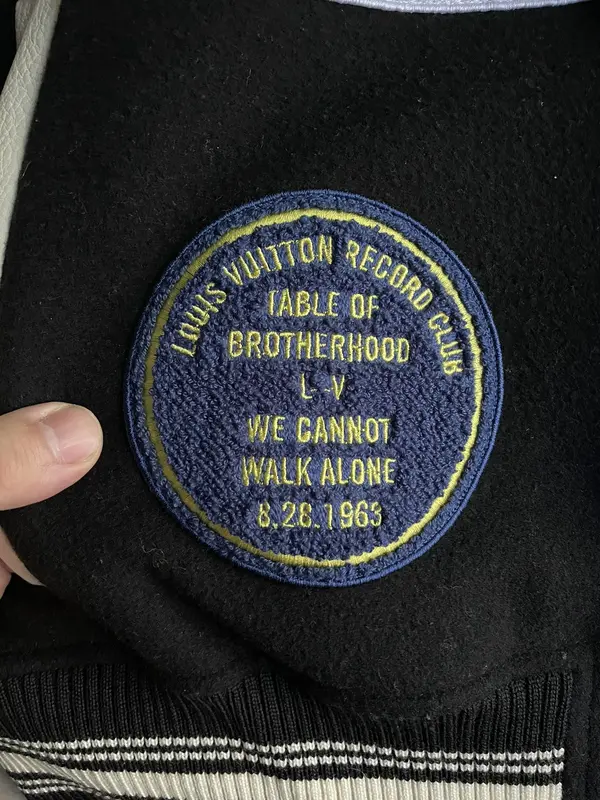 LOUIS VUITTON RECORD CLUB
TABLE OF
BROTHERHOOD
L--V
WE CANNOT
WALK ALONE
8.28.1963